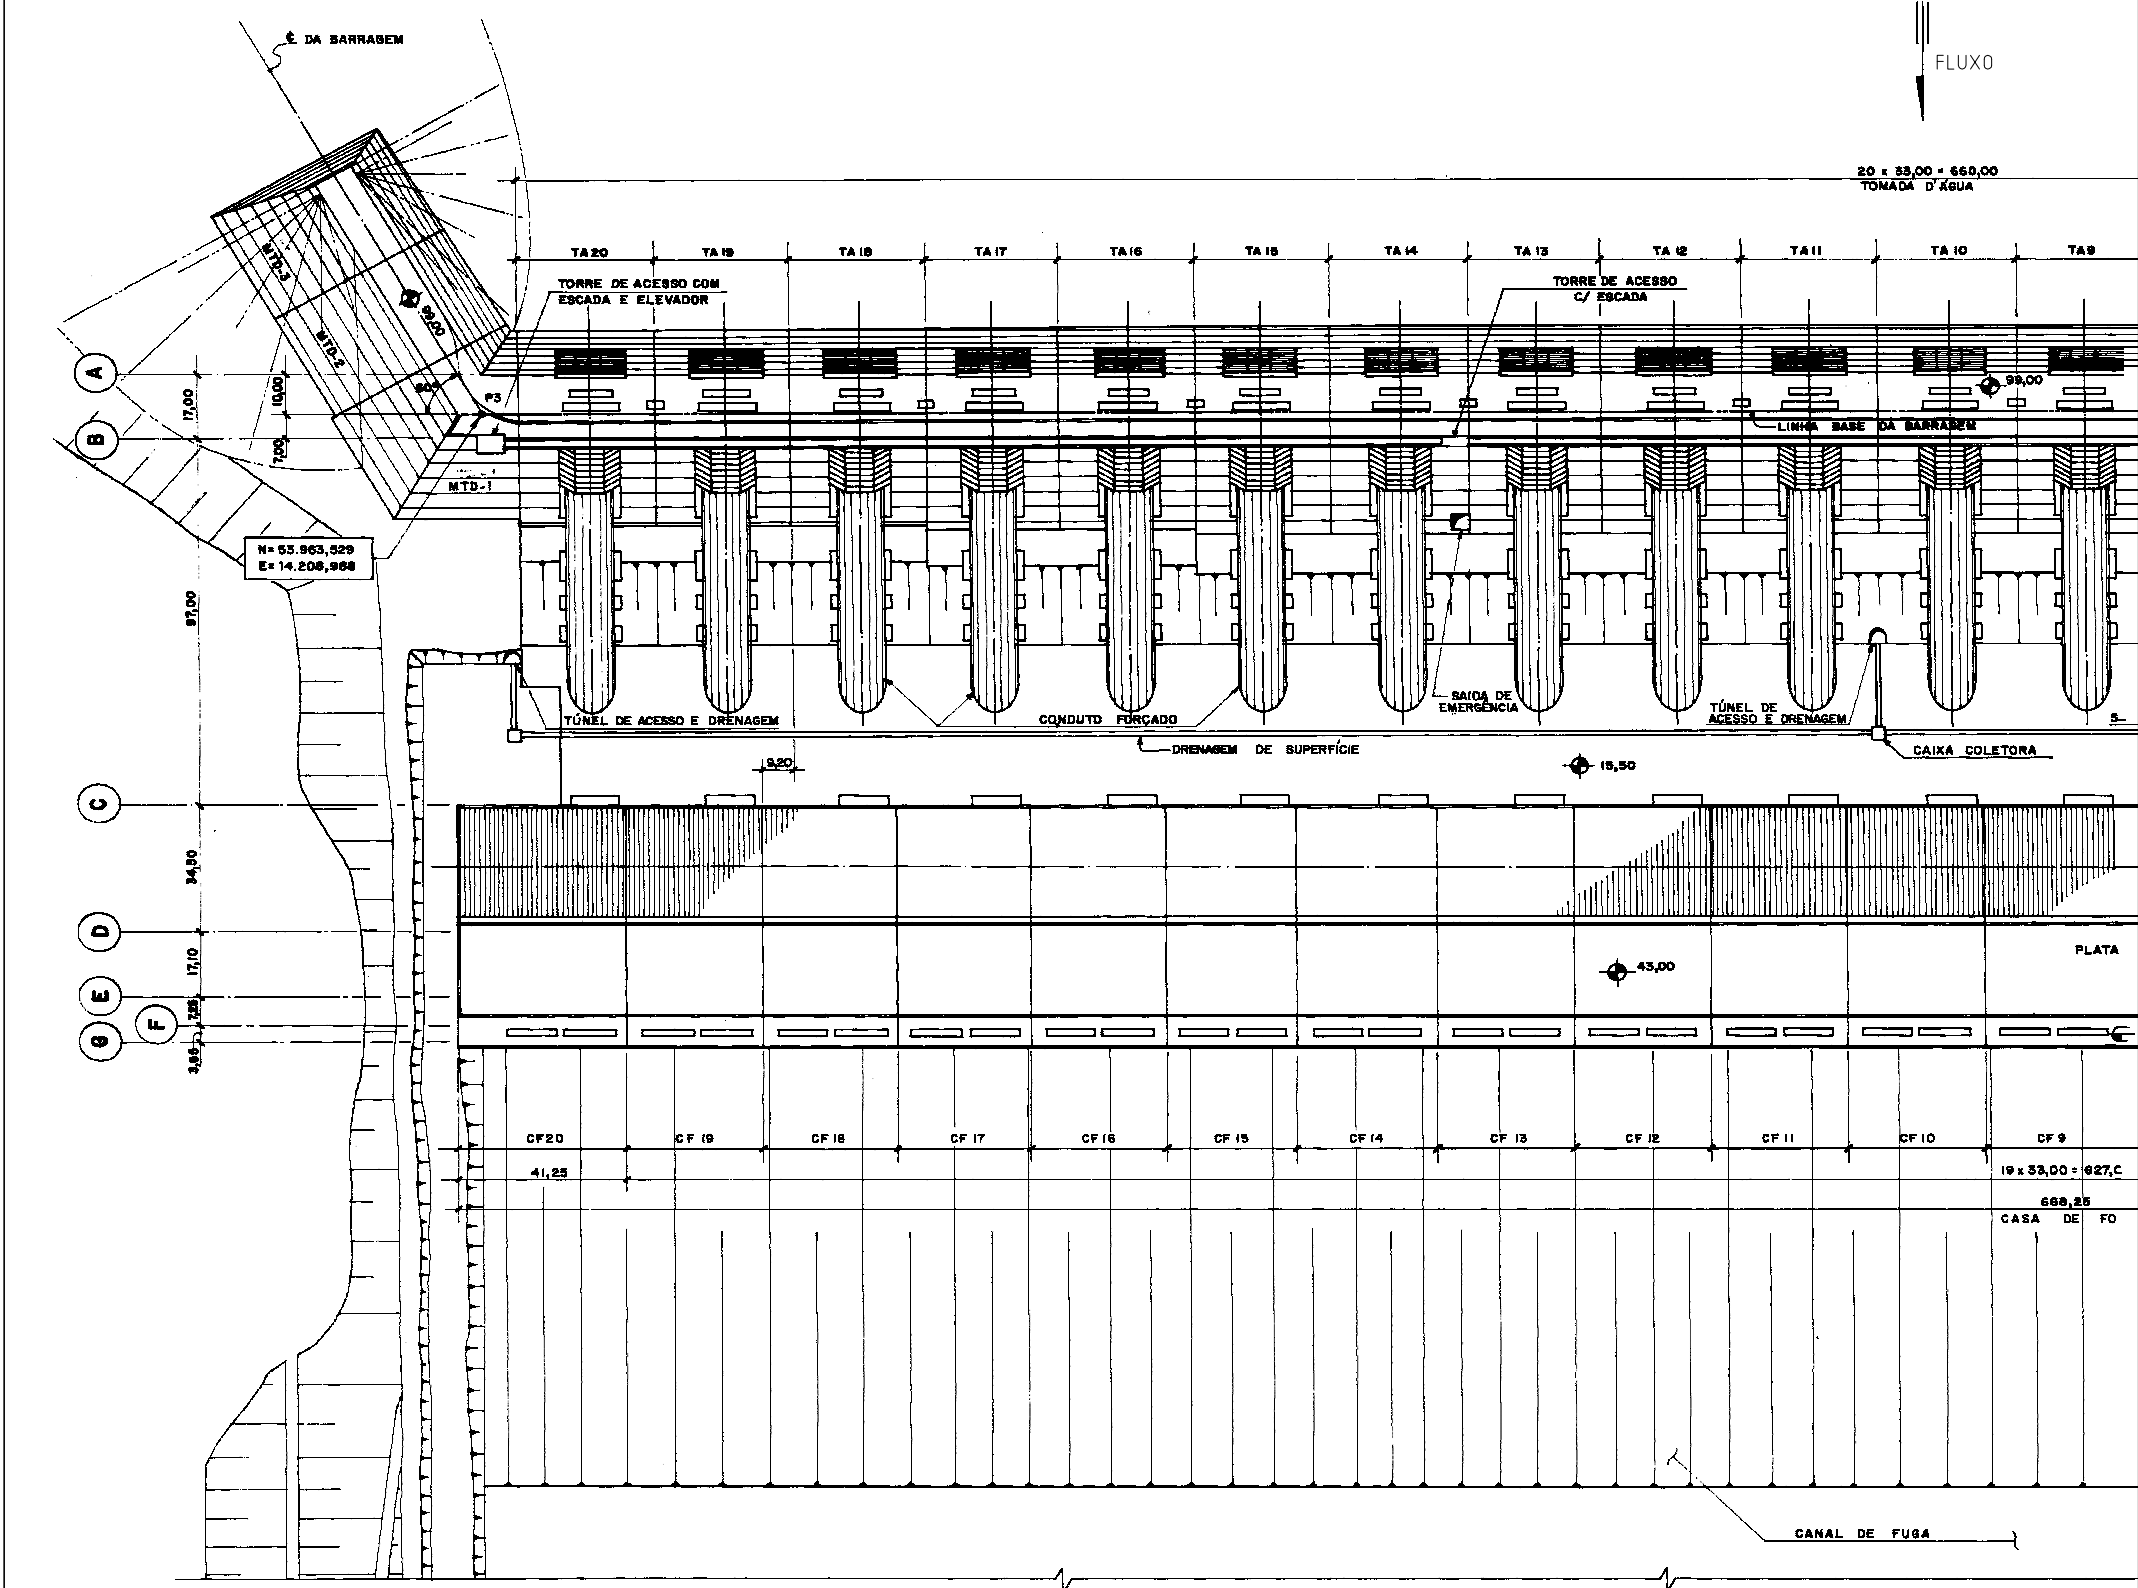 ℄ DA BARRAGEM
FLUXO
20 x 33,00 = 660,00
TOMADA D'ÁGUA
TA 20
TA 19
TA 18
TA 17
TA 16
TA 15
TA 14
TA 13
TA 12
TA 11
TA 10
TA 9
TORRE DE ACESSO COM
ESCADA E ELEVADOR
TORRE DE ACESSO
C/ ESCADA
MTD-3
99,00
MTD-2
A
17,00
10,00
P3
99,00
B
7,00
LINHA BASE DA BARRAGEM
MTD-1
N= 53.963,529
E= 14.208,968
97,00
TÚNEL DE ACESSO E DRENAGEM
CONDUTO FORÇADO
SAÍDA DE
EMERGÊNCIA
TÚNEL DE
ACESSO E DRENAGEM
DRENAGEM DE SUPERFÍCIE
CAIXA COLETORA
9,20
15,50
C
34,50
D
17,10
PLATA
43,00
E
7,25
F
G
3,65
CF 20
CF 19
CF 18
CF 17
CF 16
CF 15
CF 14
CF 13
CF 12
CF 11
CF 10
CF 9
41,25
19 x 33,00 = 627,C
668,25
CASA DE FO
CANAL DE FUGA